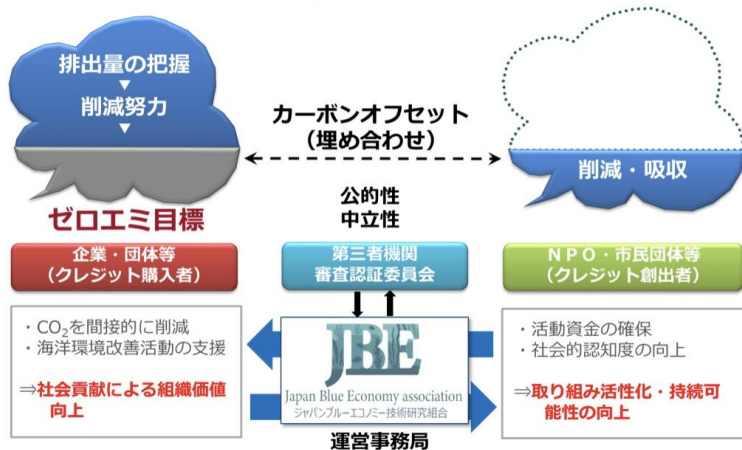 排出量の把握
▼
削減努力
▼
カーボンオフセット
（埋め合わせ）
削減・吸収
ゼロエミ目標
公的性
中立性
企業・団体等
（クレジット購入者）
第三者機関
審査認証委員会
ＮＰＯ・市民団体等
（クレジット創出者）
・CO₂を間接的に削減
・海洋環境改善活動の支援
⇒社会貢献による組織価値
向上
JBE
Japan Blue Economy association
ジャパンブルーエコノミー技術研究組合
運営事務局
・活動資金の確保
・社会的認知度の向上
⇒取り組み活性化・持続可
能性の向上